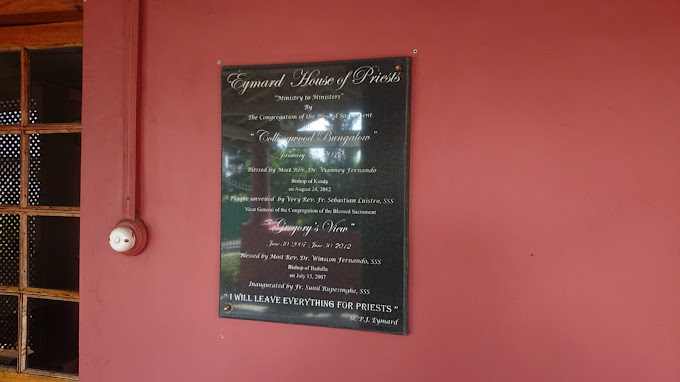 Eymard House of Priests
"Ministry to Ministers"
By
The Congregation of the Blessed Sacrament
"Collingwood Bungalow"
January 2012
Blessed by Most Rev. Dr. Vianney Fernando
Bishop of Kandy
on August 24, 2012
Plaque unveiled by Very Rev. Fr. Sebastian Luistro, SSS
Vicar General of the Congregation of the Blessed Sacrament
"Gregory's View"
June 30 2007 - June 30 2012
Blessed by Most Rev. Dr. Winston Fernando, SSS
Bishop of Badulla
on July 15, 2007
Inaugurated by Fr. Sunil Rupesinghe, SSS
"I WILL LEAVE EVERYTHING FOR PRIESTS"
St. P.J. Eymard